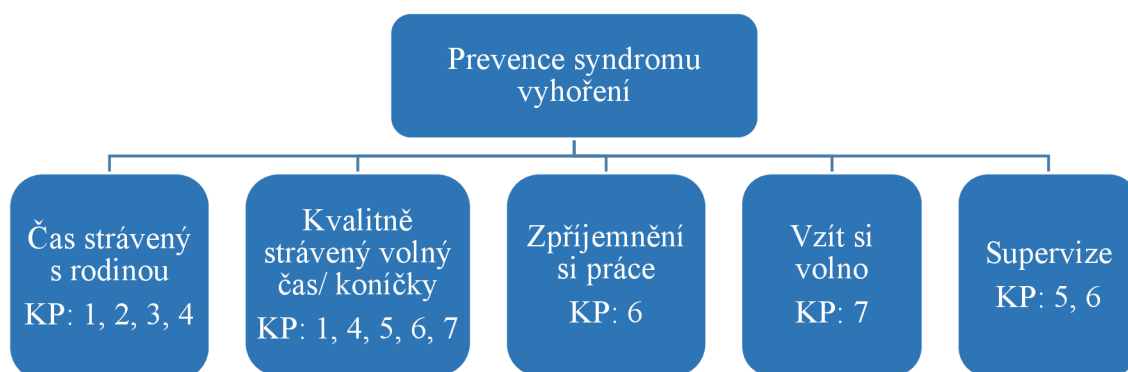 Prevence syndromu
vyhoření
Čas strávený
s rodinou
KP: 1, 2, 3, 4
Kvalitně
strávený volný
čas/ koníčky
KP: 1, 4, 5, 6, 7
Zpříjemnění
si práce
KP: 6
Vzít si
volno
KP: 7
Supervize
KP: 5, 6